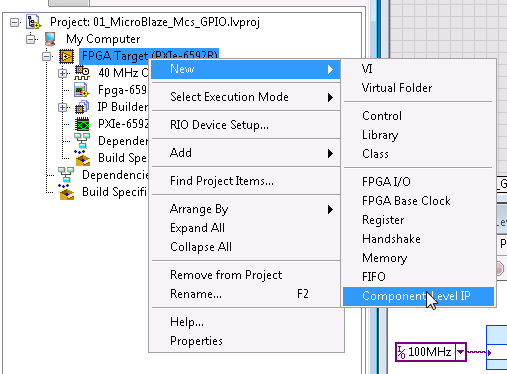 Project: 01_MicroBlaze_Mcs_GPIO.lvproj
My Computer
FPGA Target (PXIe-6592R)
40 MHz
Fpga-659
IP Builder
PXIe-6592
Depende
Build Spe
Dependencie
Build Specifi
New
Select Execution Mode
RIO Device Setup...
Add
Find Project Items...
Arrange By
Expand All
Collapse All
Remove from Project
Rename... F2
Help...
Properties
VI
Virtual Folder
Control
Library
Class
FPGA I/O
FPGA Base Clock
Register
Handshake
Memory
FIFO
Component-Level IP
100MHz